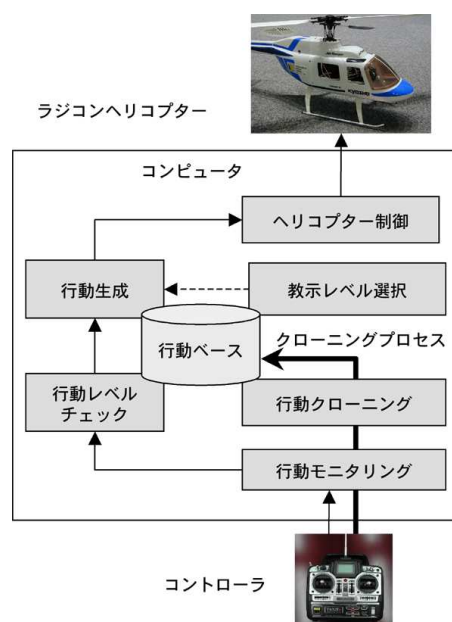 ラジコンヘリコプター
コンピュータ
ヘリコプター制御
行動生成
教示レベル選択
行動ベース
クローニングプロセス
行動レベル
チェック
行動クローニング
行動モニタリング
コントローラ